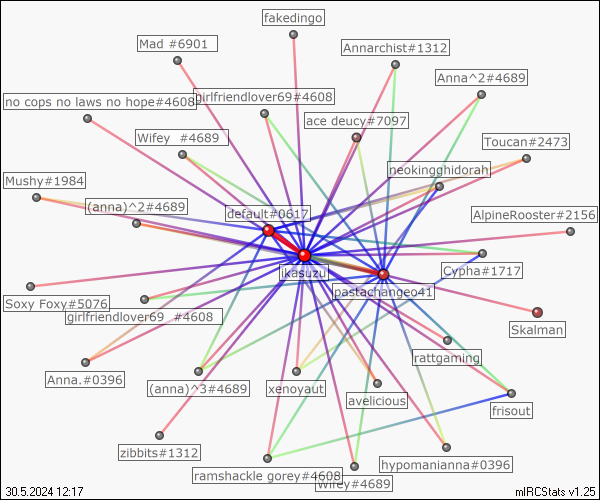 fakedingo
Mad #6901
Annarchist#1312
Anna^2#4689
no cops no laws no hope#4608
girlfriendlover69#4608
ace deucy#7097
Wifey  #4689
Toucan#2473
neokingghidorah
Mushy#1984
(anna)^2#4689
default#0617
AlpineRooster#2156
ikasuzu
Cypha#1717
pastachangeo41
Soxy Foxy#5076
girlfriendlover69  #4608
Skalman
rattgaming
Anna.#0396
(anna)^3#4689
xenoyaut
avelicious
frisout
zibbits#1312
hypomanianna#0396
ramshackle gorey#4608
Wifey#4689
30.5.2024 12:17
mIRCStats v1.25